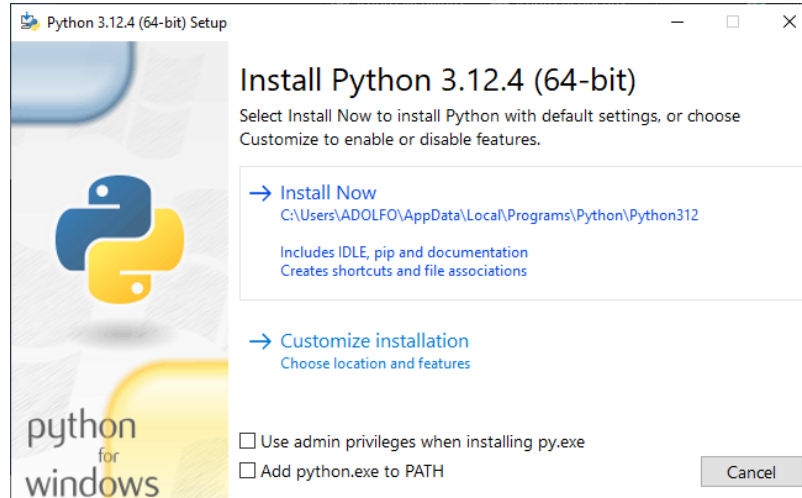 Python 3.12.4 (64-bit) Setup
Install Python 3.12.4 (64-bit)
Select Install Now to install Python with default settings, or choose
Customize to enable or disable features.
Install Now
C:\Users\ADOLFO\AppData\Local\Programs\Python\Python312
Includes IDLE, pip and documentation
Creates shortcuts and file associations
Customize installation
Choose location and features
python
for
windows
Use admin privileges when installing py.exe
Add python.exe to PATH
Cancel